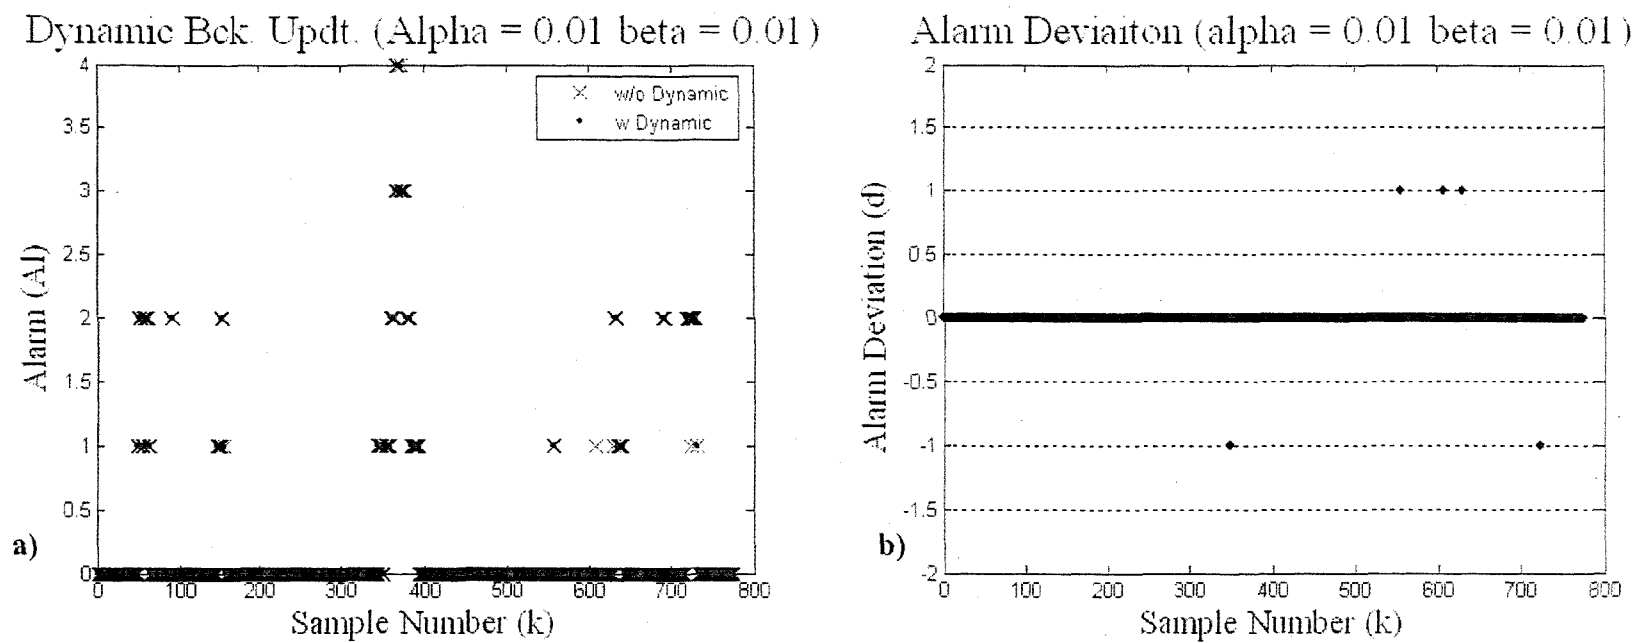 Dynamic Bck. Updt. (Alpha = 0.01 beta = 0.01)
4
3.5
3
2.5
2
1.5
1
0.5
0
Alarm (Al)
w/o Dynamic
w Dynamic
0 100 200 300 400 500 600 700 800
Sample Number (k)
a)
Alarm Deviaiton (alpha = 0.01 beta = 0.01)
2
1.5
1
0.5
0
-0.5
-1
-1.5
-2
Alarm Deviation (d)
0 100 200 300 400 500 600 700 800
Sample Number (k)
b)